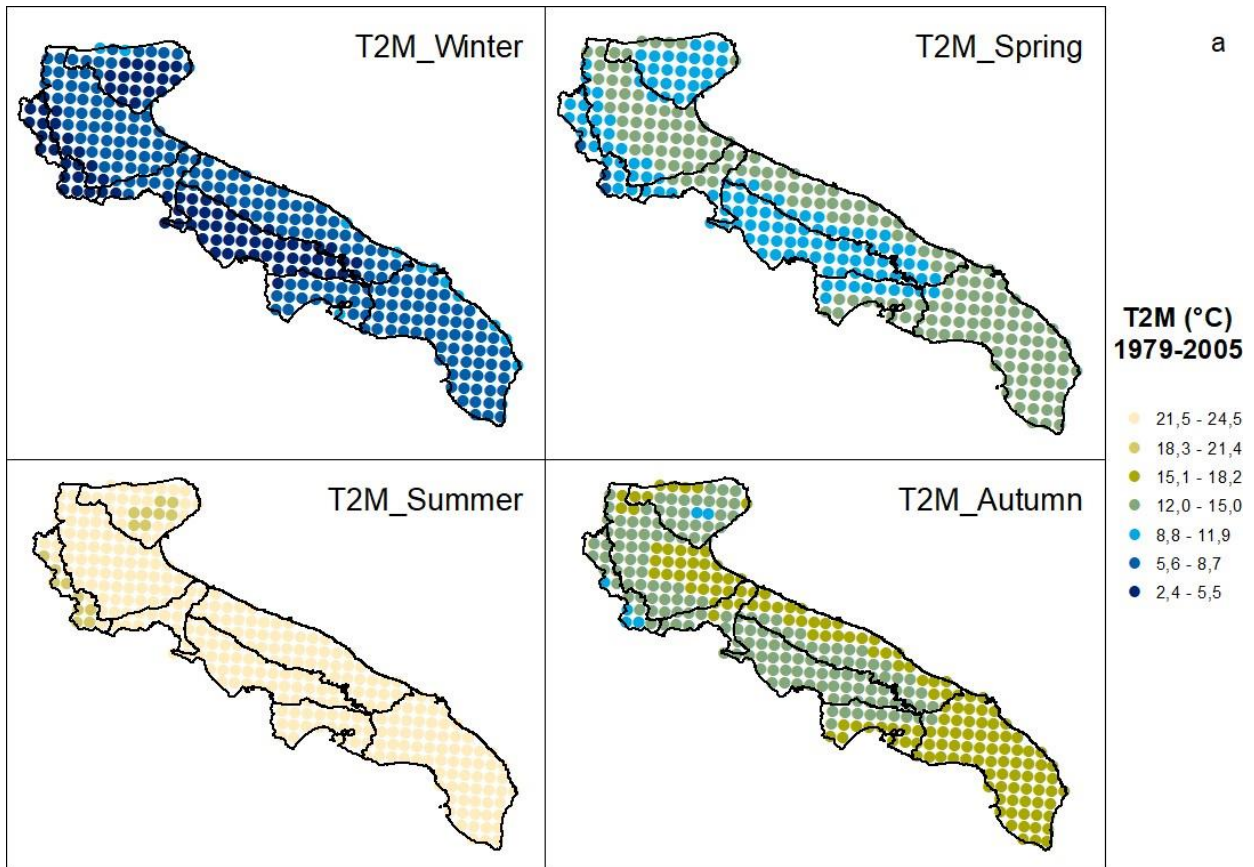 T2M_Winter
T2M_Spring
a
T2M_Summer
T2M_Autumn
T2M (°C)
1979-2005
21,5 - 24,5
18,3 - 21,4
15,1 - 18,2
12,0 - 15,0
8,8 - 11,9
5,6 - 8,7
2,4 - 5,5